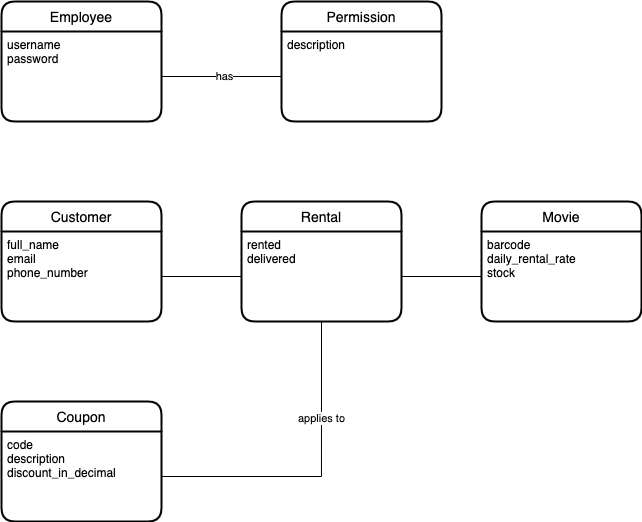 Employee
username
password
has
Permission
description
Customer
full_name
email
phone_number
Rental
rented
delivered
Movie
barcode
daily_rental_rate
stock
applies to
Coupon
code
description
discount_in_decimal